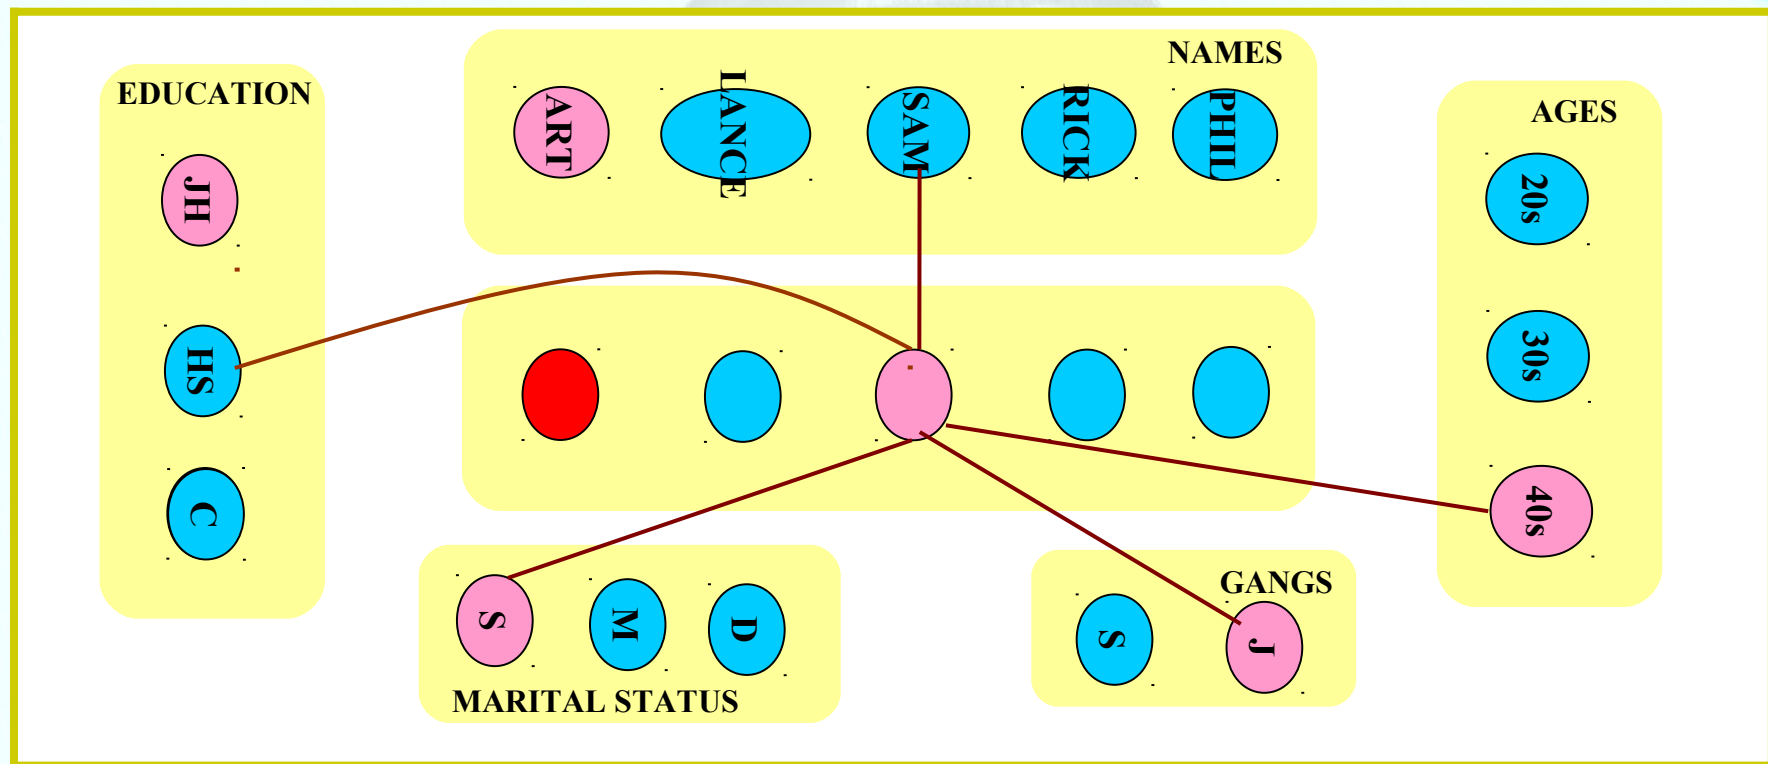 NAMES
EDUCATION
ART
LANCE
SAM
RICK
PHIL
AGES
JH
20s
HS
30s
C
40s
S
M
D
MARITAL STATUS
GANGS
S
J